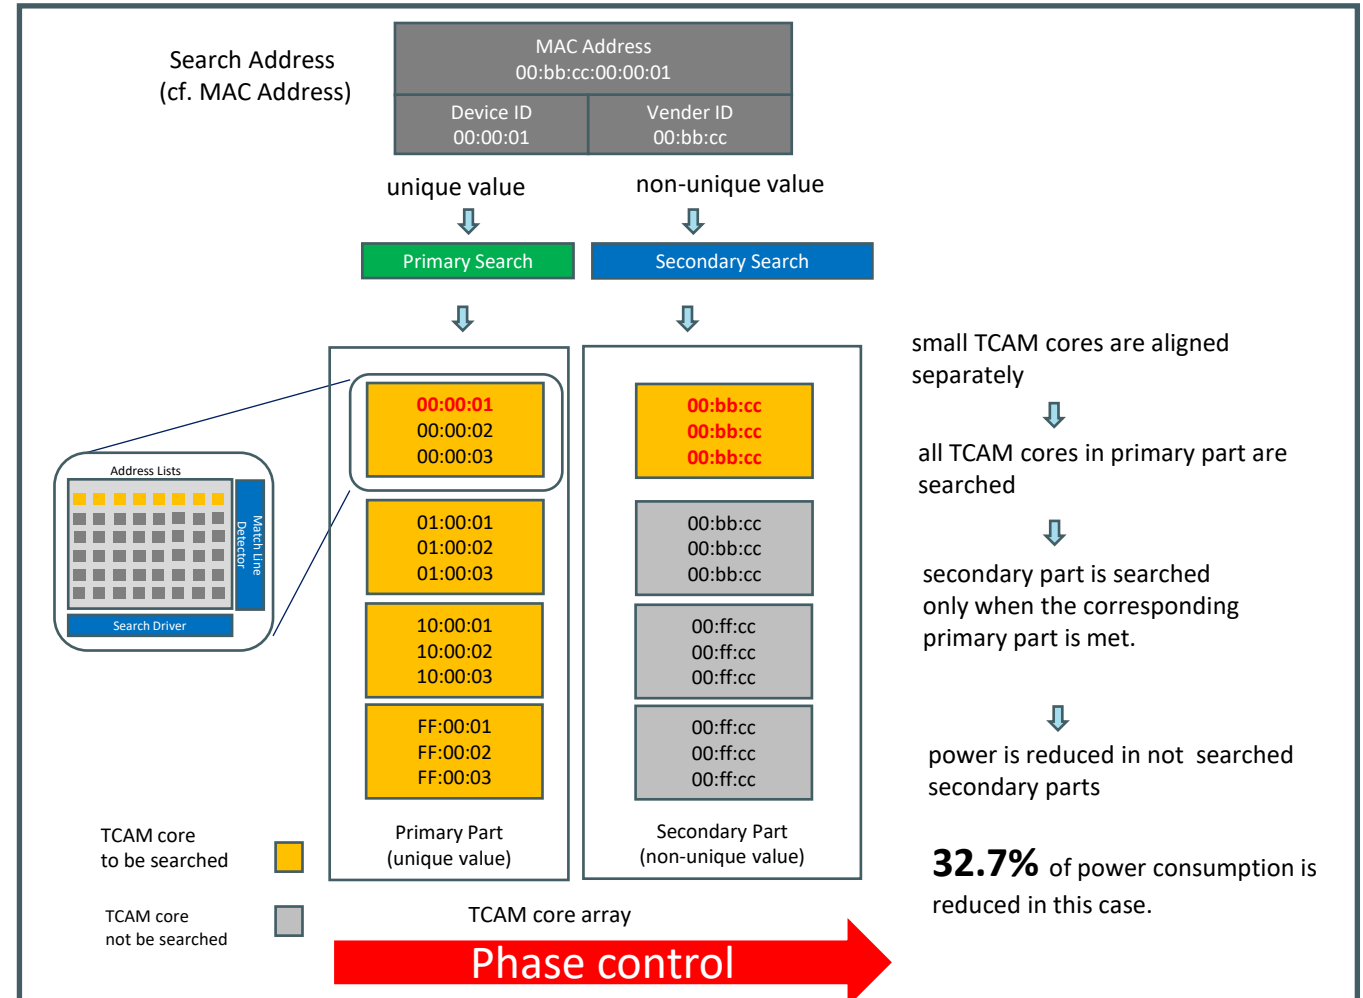 Search Address
(cf. MAC Address)
MAC Address
00:bb:cc:00:00:01
Device ID
00:00:01
Vender ID
00:bb:cc
unique value
non-unique value
Primary Search
Secondary Search
00:00:01
00:00:02
00:00:03
01:00:01
01:00:02
01:00:03
10:00:01
10:00:02
10:00:03
FF:00:01
FF:00:02
FF:00:03
Primary Part
(unique value)
00:bb:cc
00:bb:cc
00:bb:cc
00:bb:cc
00:bb:cc
00:bb:cc
00:ff:cc
00:ff:cc
00:ff:cc
00:ff:cc
00:ff:cc
00:ff:cc
Secondary Part
(non-unique value)
Address Lists
Match Line
Detector
Search Driver
small TCAM cores are aligned
separately
all TCAM cores in primary part are
searched
secondary part is searched
only when the corresponding
primary part is met.
power is reduced in not searched
secondary parts
32.7% of power consumption is
reduced in this case.
TCAM core
to be searched
TCAM core
not be searched
TCAM core array
Phase control